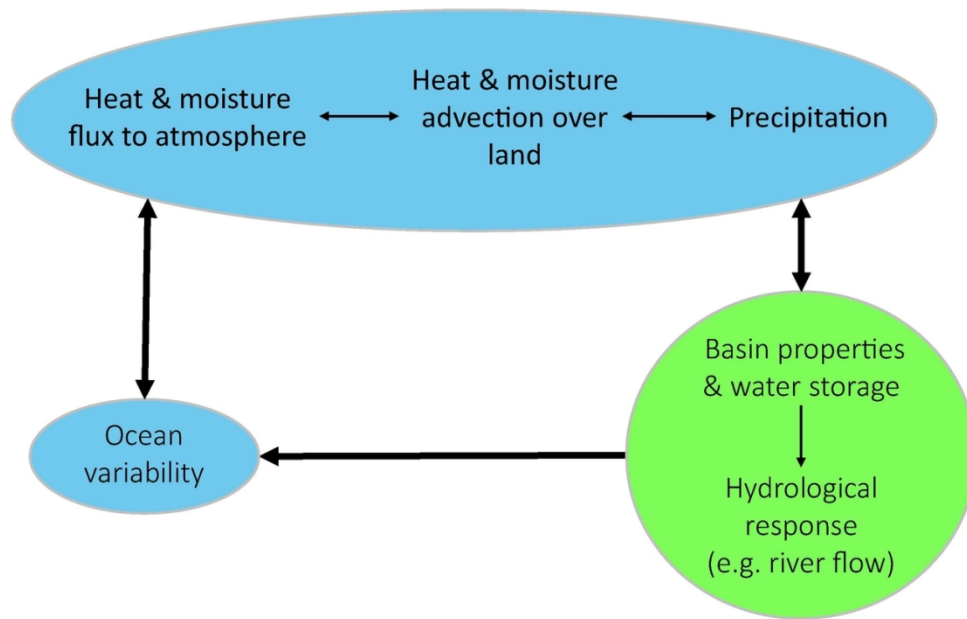 Heat & moisture
flux to atmosphere
Heat & moisture
advection over
land
Precipitation
Basin properties
& water storage
Ocean
variability
Hydrological
response
(e.g. river flow)